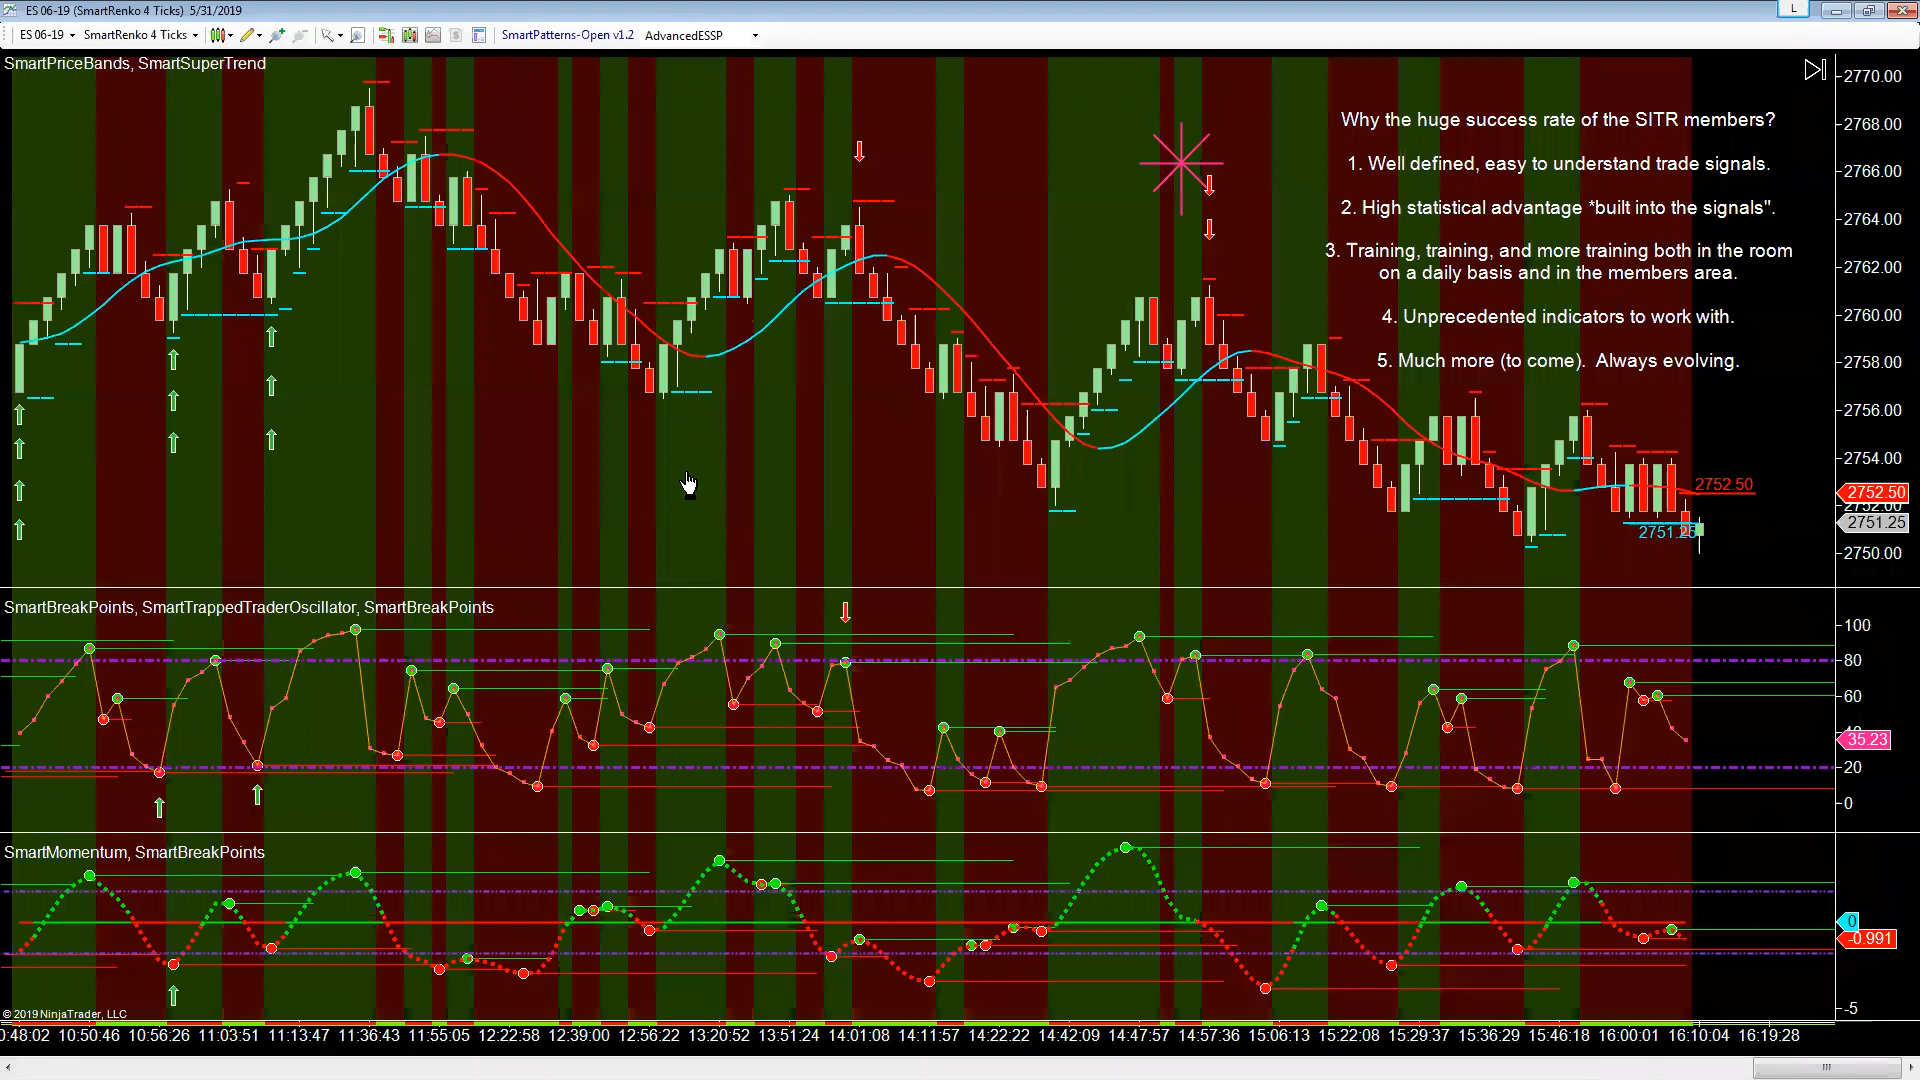 ES 06-19 (SmartRenko 4 Ticks)  5/31/2019
L
ES 06-19
SmartRenko 4 Ticks
SmartPatterns-Open v1.2
AdvancedESSP
SmartPriceBands, SmartSuperTrend
Why the huge success rate of the SITR members?
1. Well defined, easy to understand trade signals.
2. High statistical advantage *built into the signals".
3. Training, training, and more training both in the room
on a daily basis and in the members area.
4. Unprecedented indicators to work with.
5. Much more (to come).  Always evolving.
2770.00
2768.00
2766.00
2764.00
2762.00
2760.00
2758.00
2756.00
2754.00
2752.50
2752.50
2752.00
2751.25
2751.25
2750.00
SmartBreakPoints, SmartTrappedTraderOscillator, SmartBreakPoints
100
80
60
35.23
20
0
SmartMomentum, SmartBreakPoints
0
-0.991
-5
© 2019 NinjaTrader, LLC
0:48:02 10:50:46 10:56:26 11:03:51 11:13:47 11:36:43 11:55:05 12:22:58 12:39:00 12:46:22 13:20:52 13:51:24 14:01:08 14:11:57 14:22:22 14:42:09 14:47:57 14:57:36 15:06:13 15:22:08 15:29:37 15:36:29 15:46:18 16:00:01 16:10:04 16:19:28